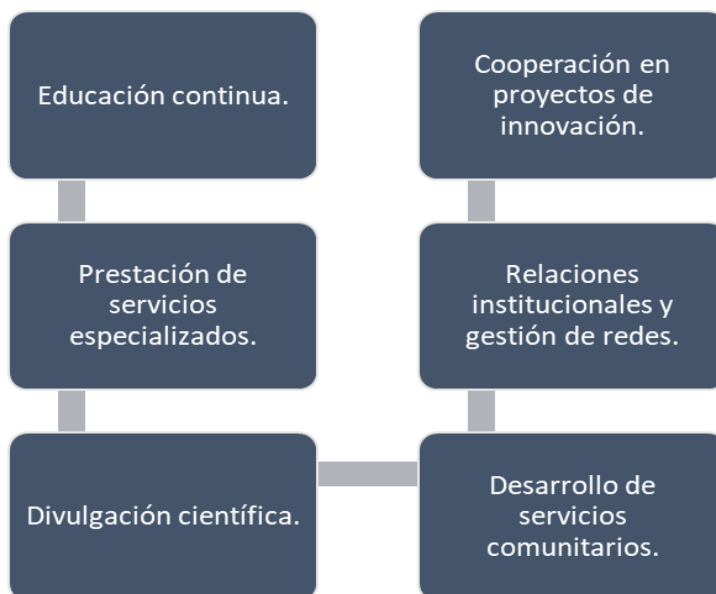 Educación continua.
Prestación de
servicios
especializados.
Divulgación científica.
Desarrollo de
servicios
comunitarios.
Relaciones
institucionales y
gestión de redes.
Cooperación en
proyectos de
innovación.